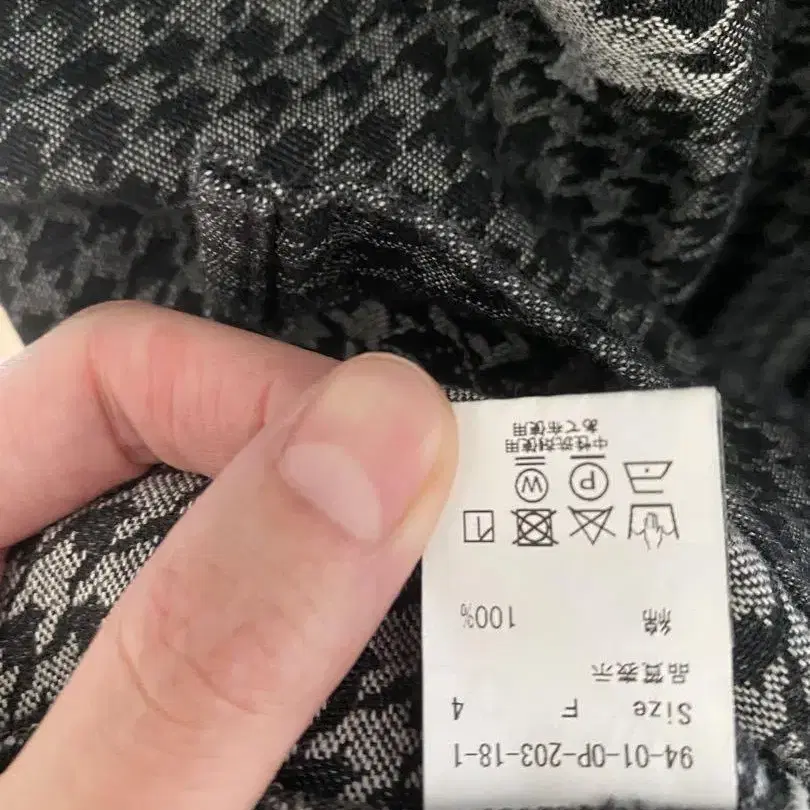 94-01-OP-203-18-1
Size F 4
品質表示
綿 100%
P W
中性洗剤使用
あて布使用